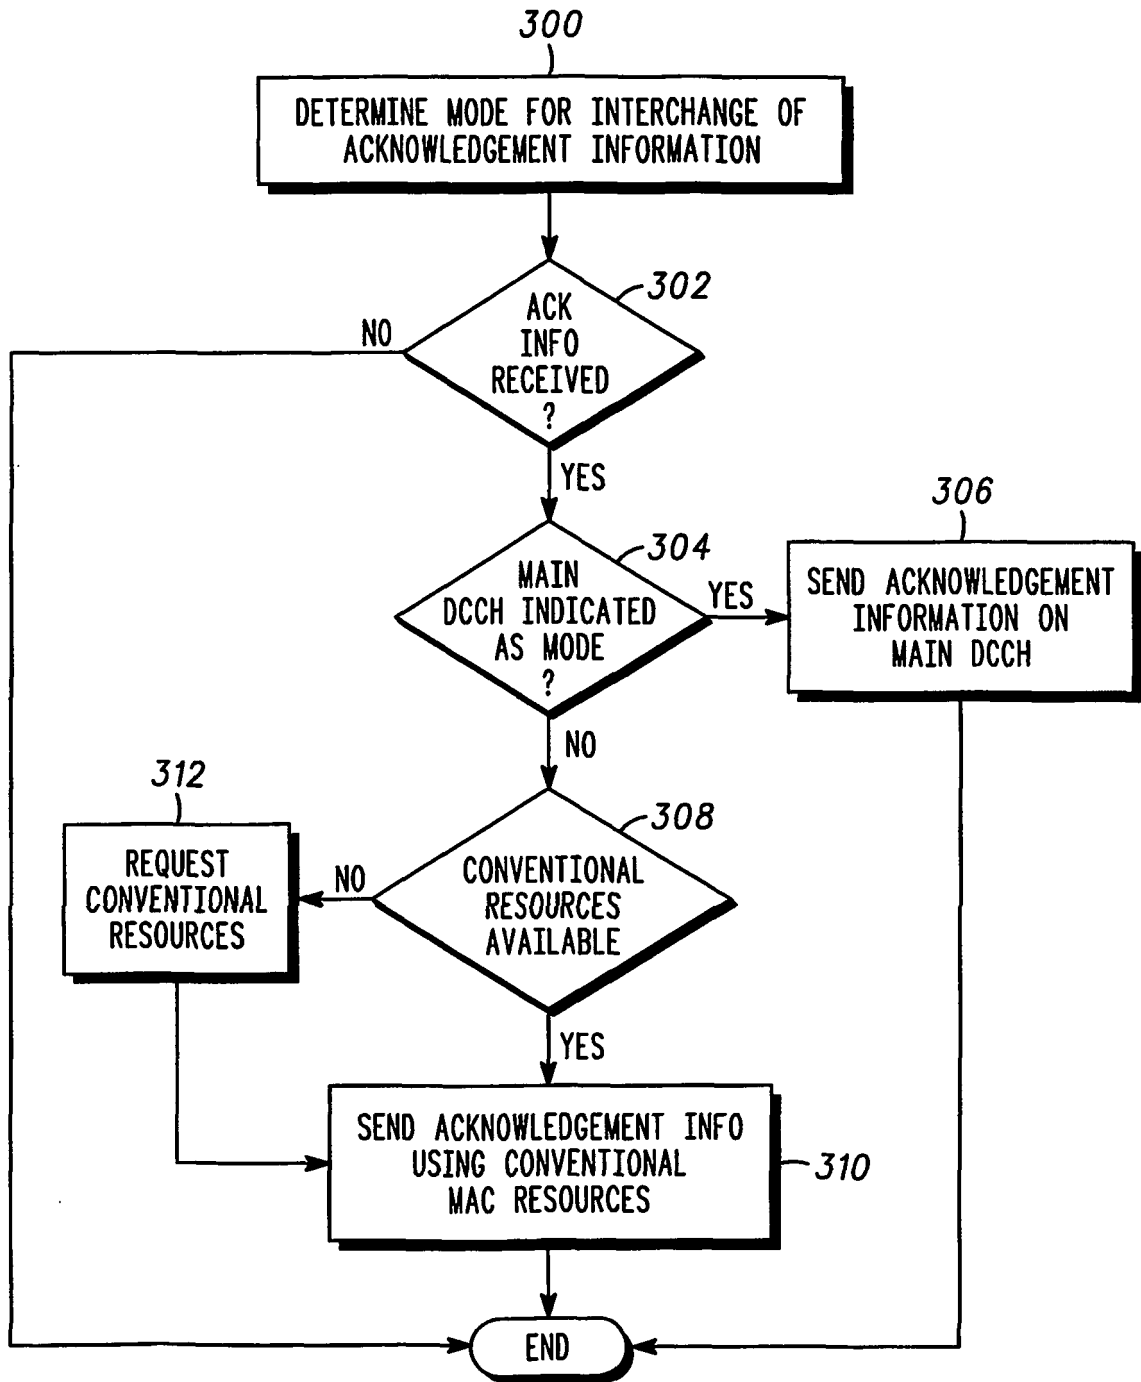 300
DETERMINE MODE FOR INTERCHANGE OF
ACKNOWLEDGEMENT INFORMATION
302
ACK
INFO
RECEIVED
?
NO
YES
304
MAIN
DCCH INDICATED
AS MODE
?
YES
306
SEND ACKNOWLEDGEMENT
INFORMATION ON
MAIN DCCH
NO
308
CONVENTIONAL
RESOURCES
AVAILABLE
NO
312
REQUEST
CONVENTIONAL
RESOURCES
YES
SEND ACKNOWLEDGEMENT INFO
USING CONVENTIONAL
MAC RESOURCES
310
END